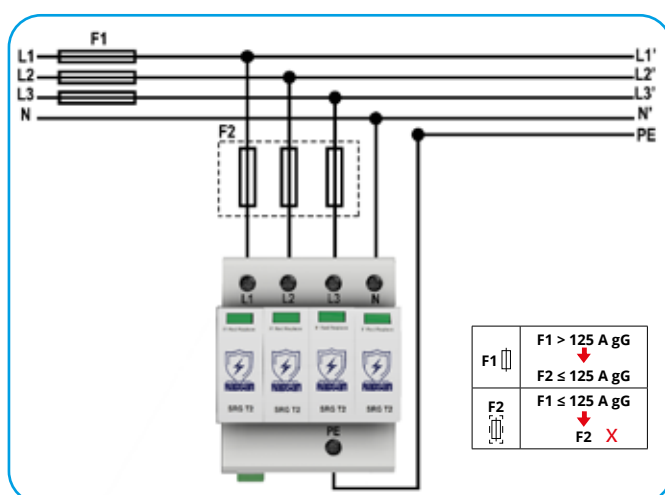 F1
L1 L1'
L2 L2'
L3 L3'
N N'
PE
F2
L1 L2 L3 N
SRG T2 SRG T2 SRG T2 SRG T2
PE
F1 F1 > 125 A gG
F2 ≤ 125 A gG
F2 F1 ≤ 125 A gG
F2 X